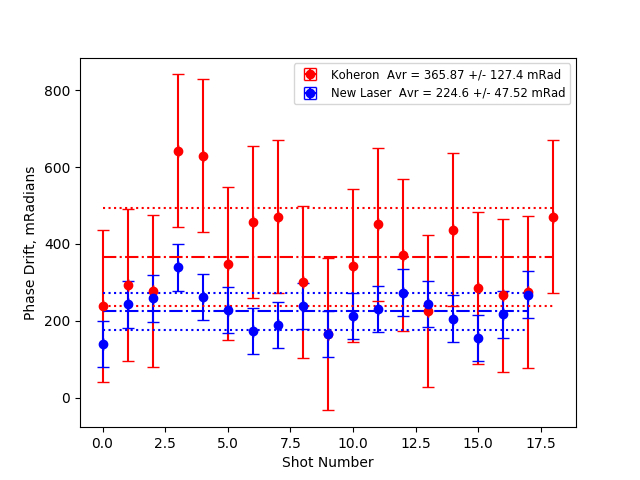 Koheron  Avr = 365.87 +/- 127.4 mRad
New Laser  Avr = 224.6 +/- 47.52 mRad
800
600
400
200
0
Phase Drift, mRadians
0.0 2.5 5.0 7.5 10.0 12.5 15.0 17.5
Shot Number